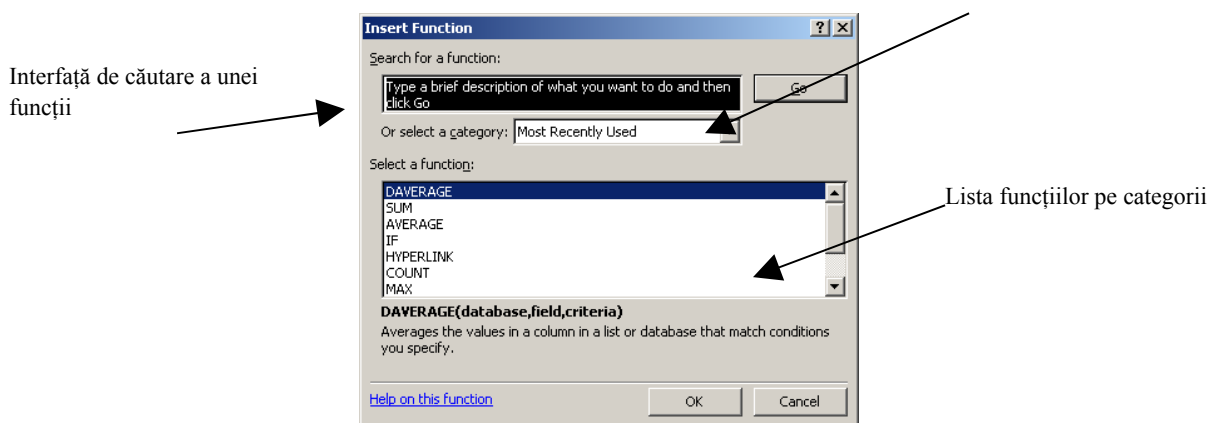 Insert Function
Search for a function:
Interfață de căutare a unei
funcții
Type a brief description of what you want to do and then
click Go
Go
Or select a category: Most Recently Used
Select a function:
DAVERAGE
SUM
AVERAGE
IF
HYPERLINK
COUNT
MAX
Lista funcțiilor pe categorii
DAVERAGE(database,field,criteria)
Averages the values in a column in a list or database that match conditions
you specify.
Help on this function
OK
Cancel